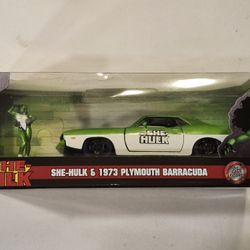 SHE-
HULK
SHE-
HULK
SHE-HULK & 1973 PLYMOUTH BARRACUDA